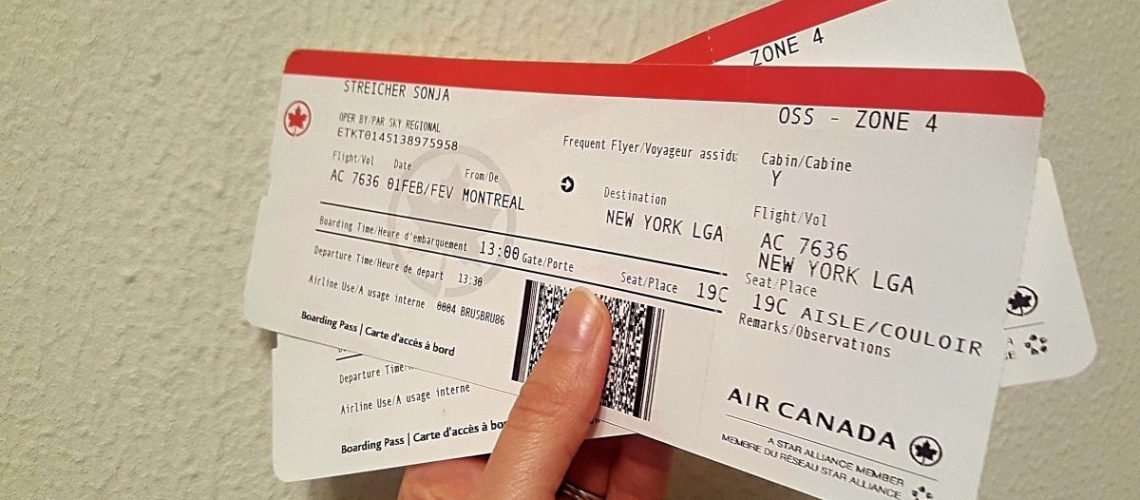 ZONE 4
STREICHER SONJA
OSS - ZONE 4
OPER BY/PAR SKY REGIONAL
ETKT0145138975958
Frequent Flyer/Voyageur assidu
Cabin/Cabine
Y
Flight/Vol Date From/De
AC 7636 01FEB/FEV MONTREAL
Destination
NEW YORK LGA
Flight/Vol
AC 7636
NEW YORK LGA
Boarding Time/Heure d'embarquement 13:00 Gate/Porte Seat/Place 19C
Seat/Place
19C AISLE/COULOIR
Departure Time/Heure de depart 13:30
Airline Use/A usage interne 0004 BRUSBRU86
Remarks/Observations
Boarding Pass | Carte d'accès à bord
AIR CANADA
A STAR ALLIANCE MEMBER
MEMBRE DU RÉSEAU STAR ALLIANCE
Departure Time
Airline Use/A usage interne
Boarding Pass | Carte d'accès à bo